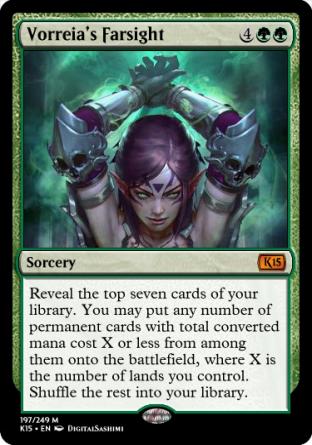 Vorreia's Farsight 4
Sorcery K15
Reveal the top seven cards of your
library. You may put any number of
permanent cards with total converted
mana cost X or less from among
them onto the battlefield, where X is
the number of lands you control.
Shuffle the rest into your library.
197/249 M
K15 • EN DigitalSashimi